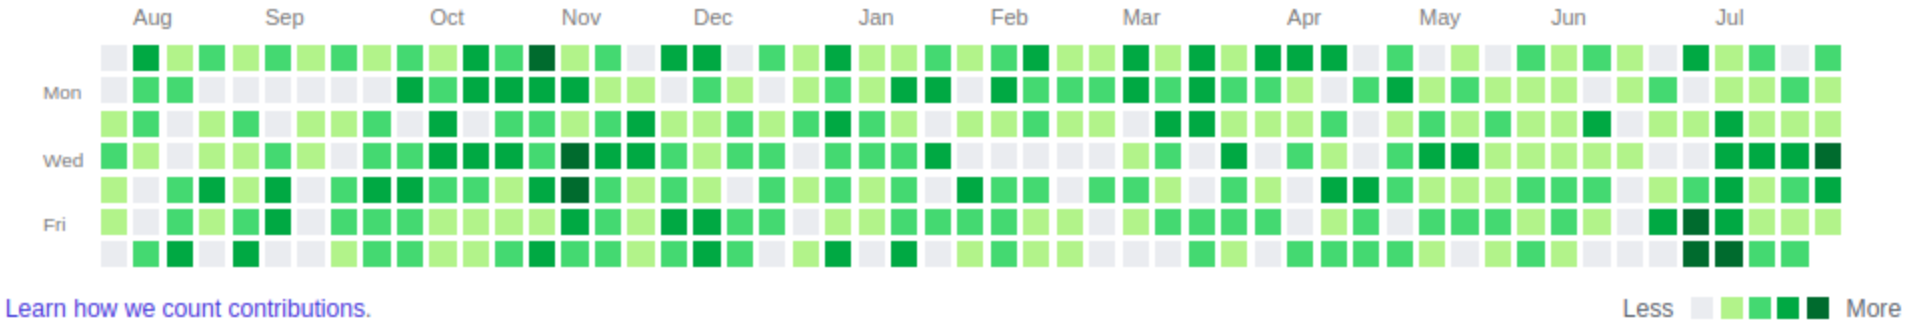 Aug Sep Oct Nov Dec Jan Feb Mar Apr May Jun Jul
Mon
Wed
Fri
Learn how we count contributions. Less More